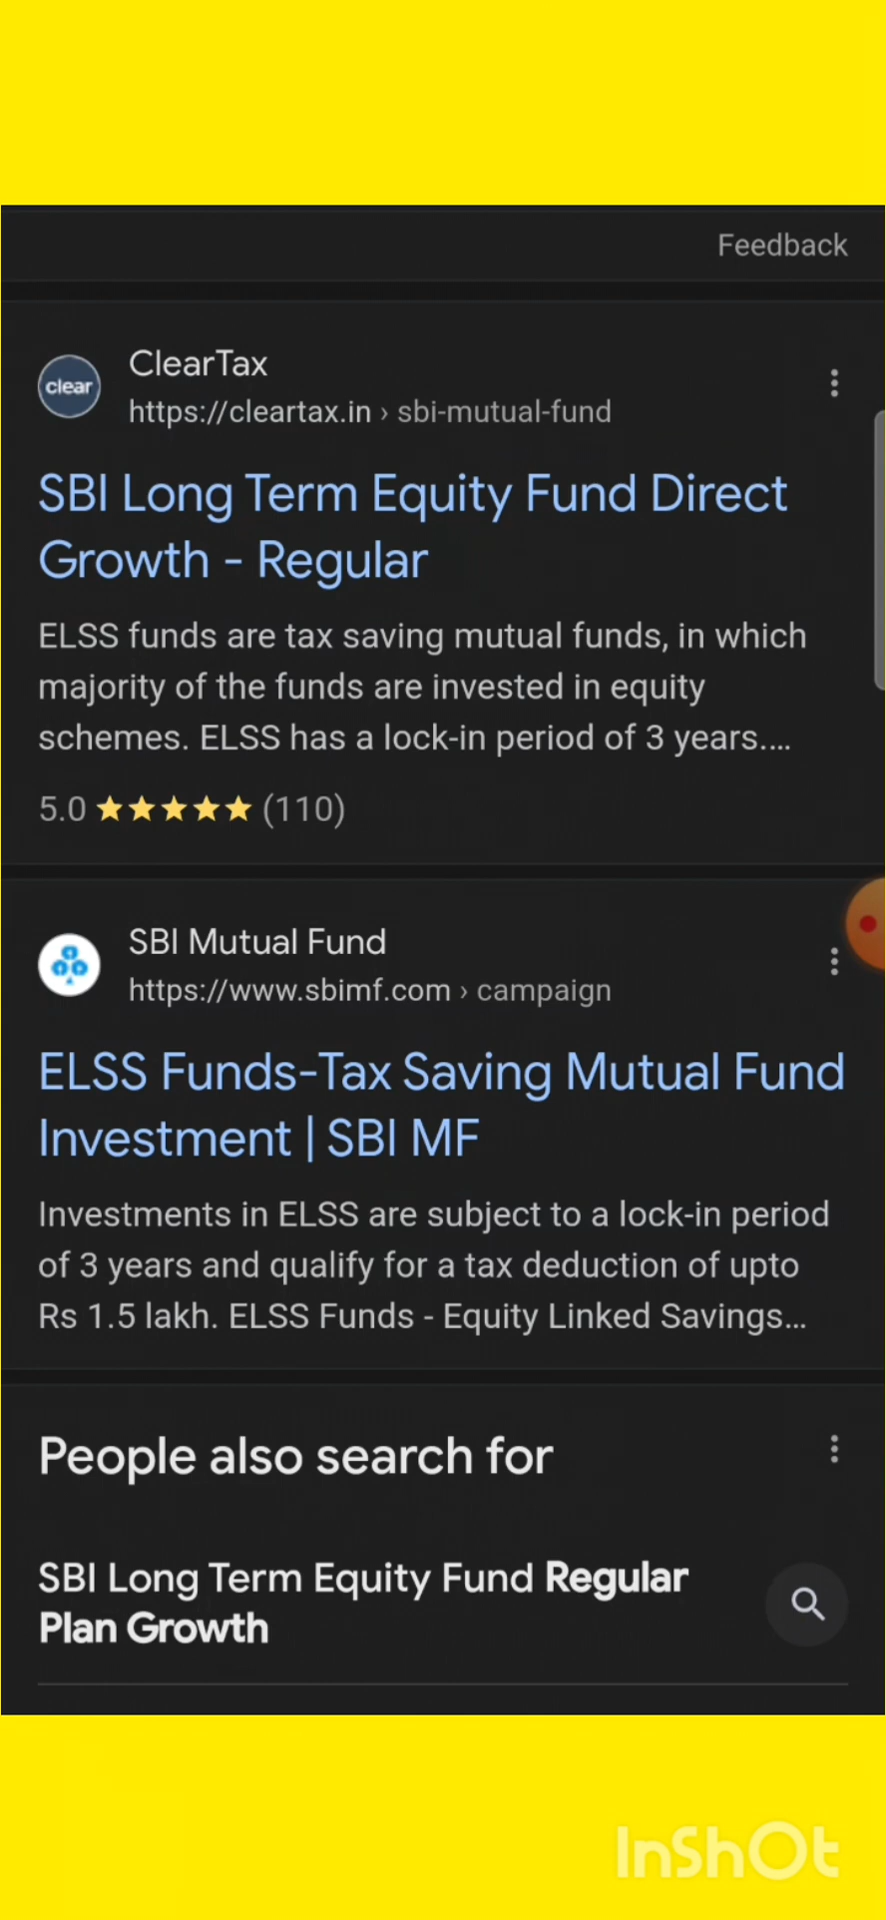 Feedback
clear
ClearTax
https://cleartax.in › sbi-mutual-fund
SBI Long Term Equity Fund Direct
Growth - Regular
ELSS funds are tax saving mutual funds, in which
majority of the funds are invested in equity
schemes. ELSS has a lock-in period of 3 years....
5.0 ★★★★★ (110)
SBI Mutual Fund
https://www.sbimf.com › campaign
ELSS Funds-Tax Saving Mutual Fund
Investment | SBI MF
Investments in ELSS are subject to a lock-in period
of 3 years and qualify for a tax deduction of upto
Rs 1.5 lakh. ELSS Funds - Equity Linked Savings...
People also search for
SBI Long Term Equity Fund Regular
Plan Growth
InShOt